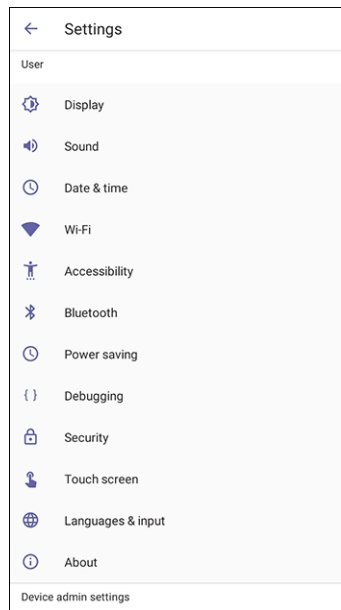 Settings
User
Display
Sound
Date & time
Wi-Fi
Accessibility
Bluetooth
Power saving
{ } Debugging
Security
Touch screen
Languages & input
About
Device admin settings